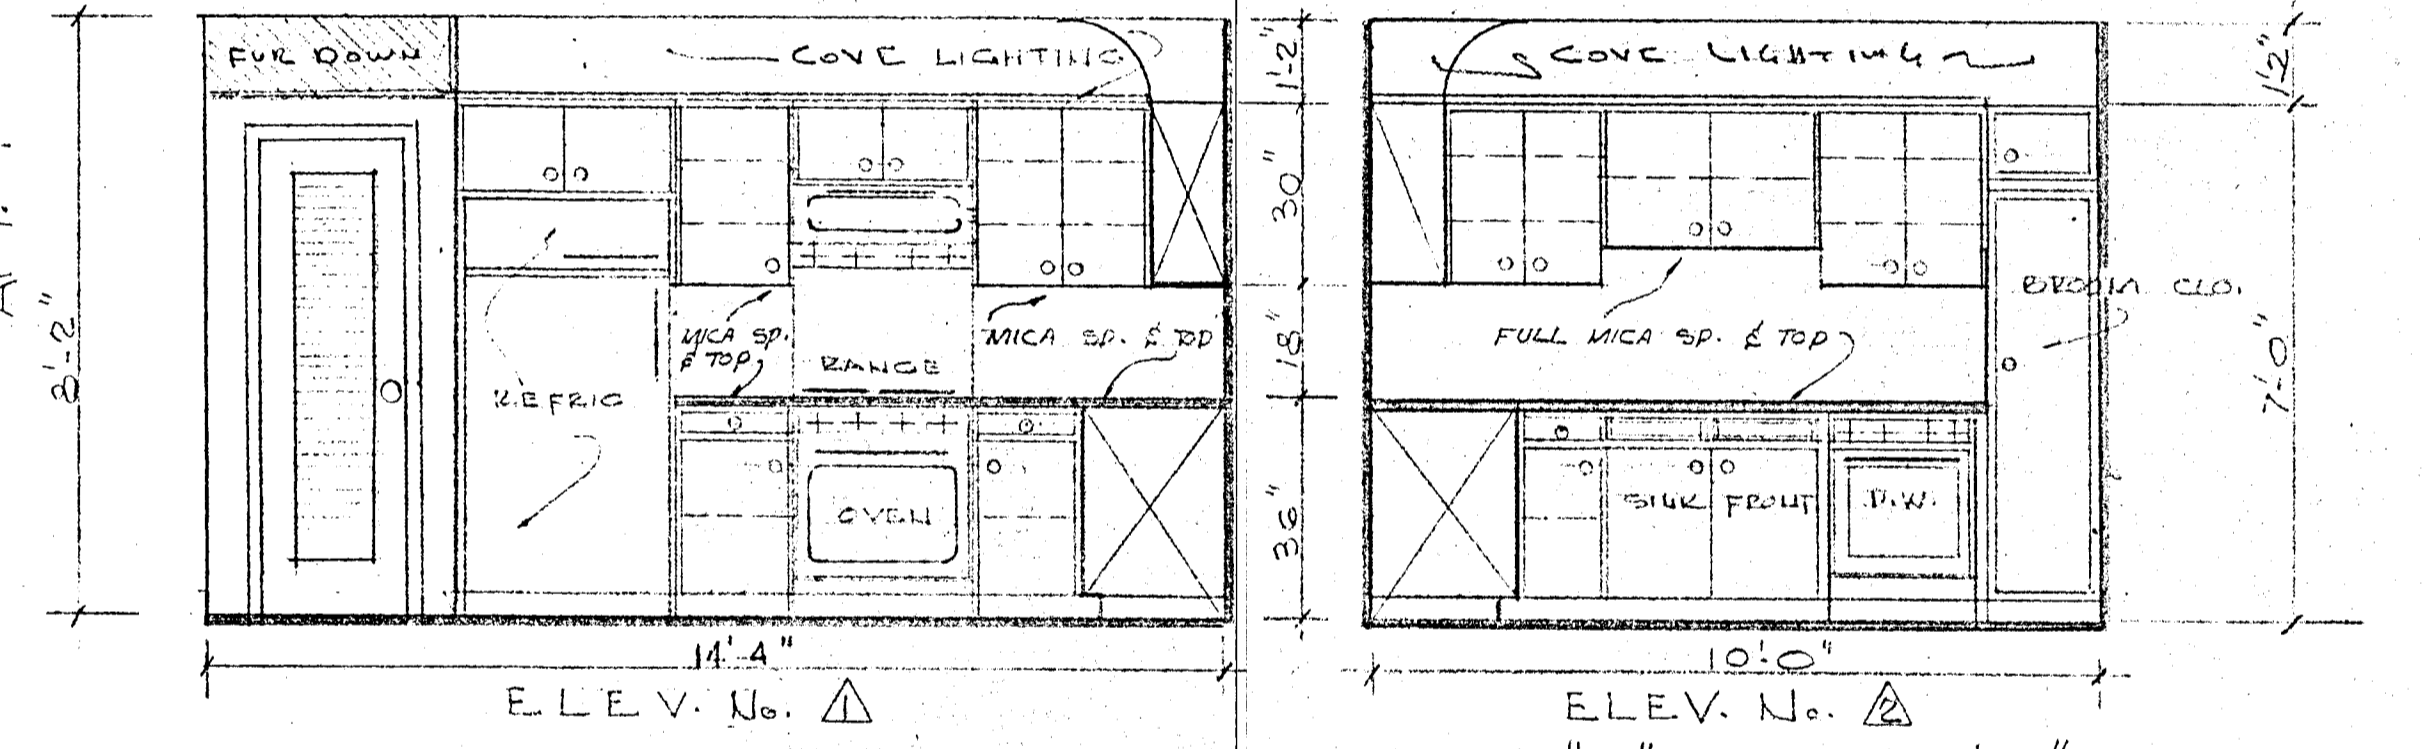 FUR DOWN
COVE LIGHTING
8'-2"
MICA SP.
& TOP
MICA SP. & TOP
RANGE
REFRIG
OVEN
14'-4"
ELEV. No. 1
1'-2"
30"
18"
36"
COVE LIGHTING
1'2"
BROOM CLO.
FULL MICA SP. & TOP
7'-0"
SINK FRONT
D.W.
10'-0"
ELEV. No. 2